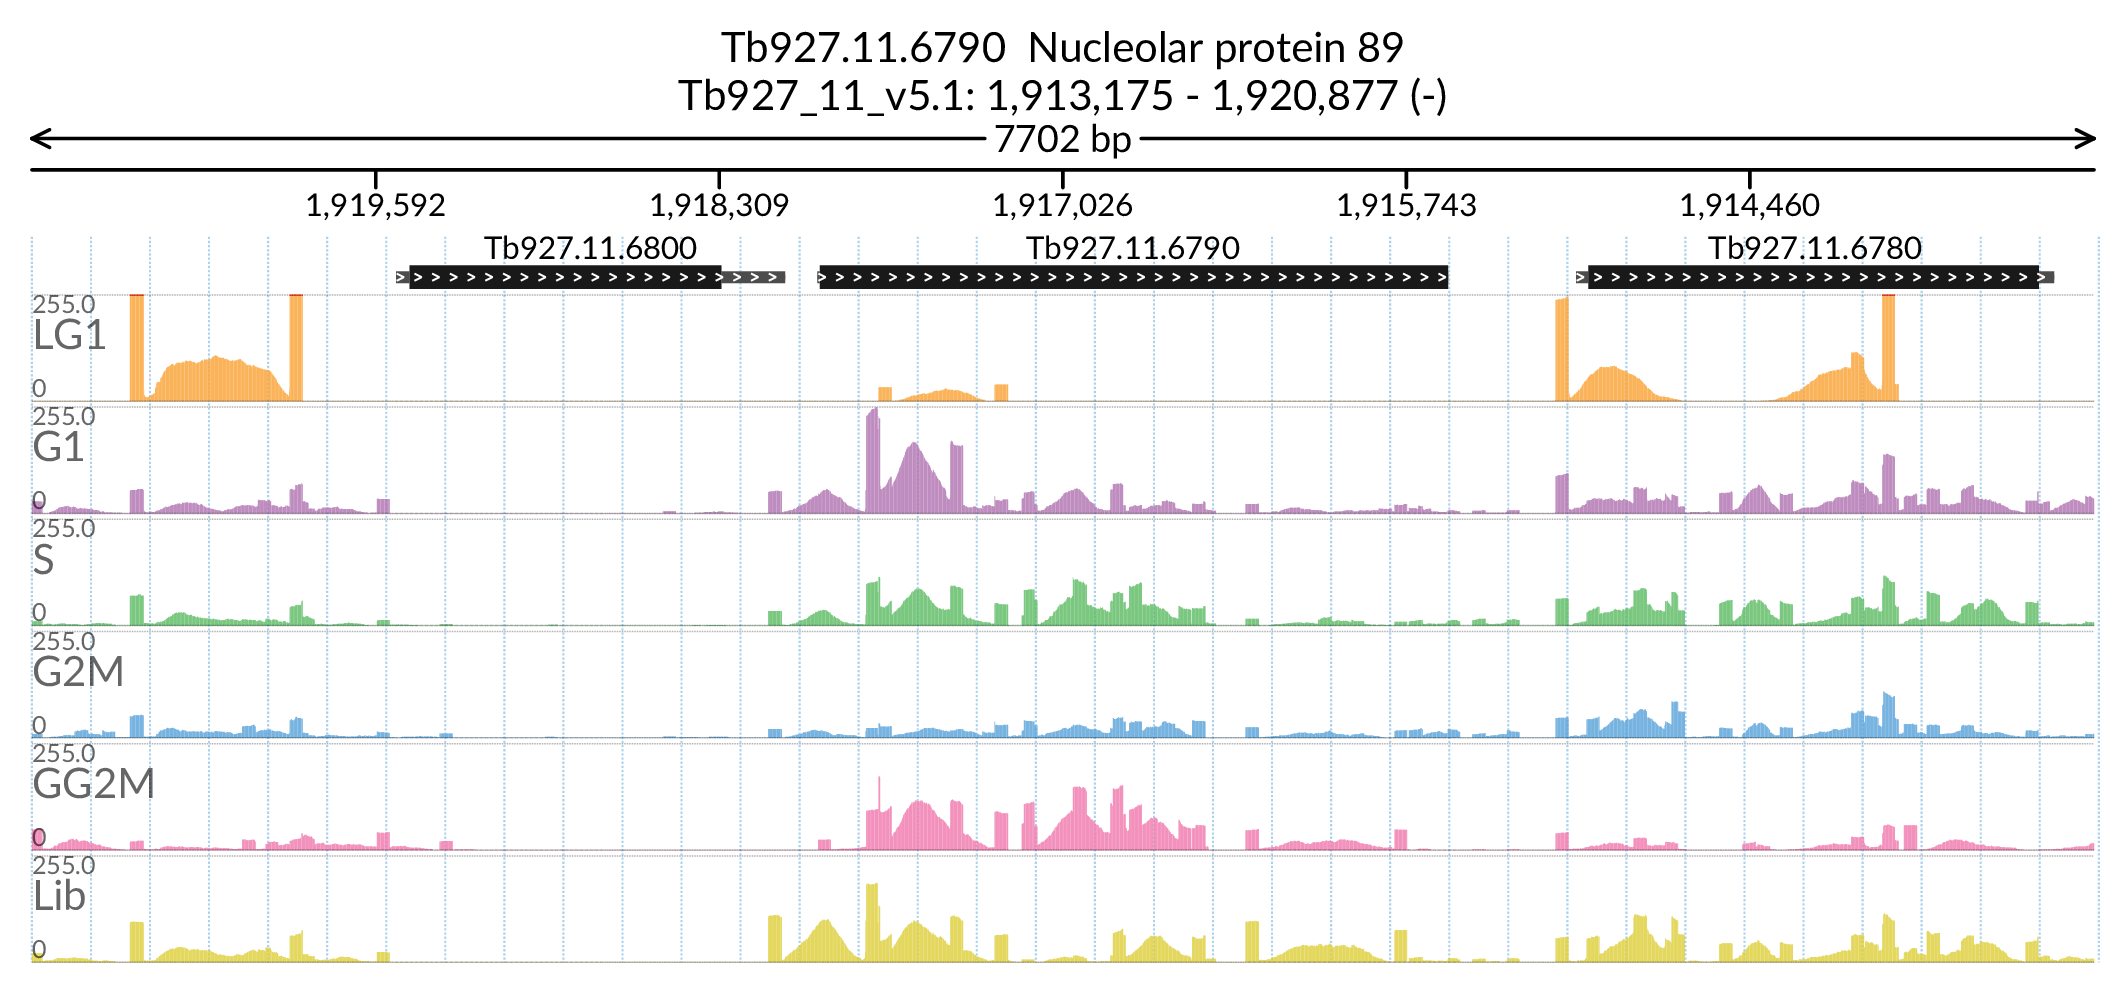 Tb927.11.6790 Nucleolar protein 89
Tb927_11_v5.1: 1,913,175 - 1,920,877 (-)
7702 bp
1,919,592 1,918,309 1,917,026 1,915,743 1,914,460
Tb927.11.6800 Tb927.11.6790 Tb927.11.6780
255.0
LG1
0
255.0
G1
0
255.0
S
0
255.0
G2M
0
255.0
GG2M
0
255.0
Lib
0